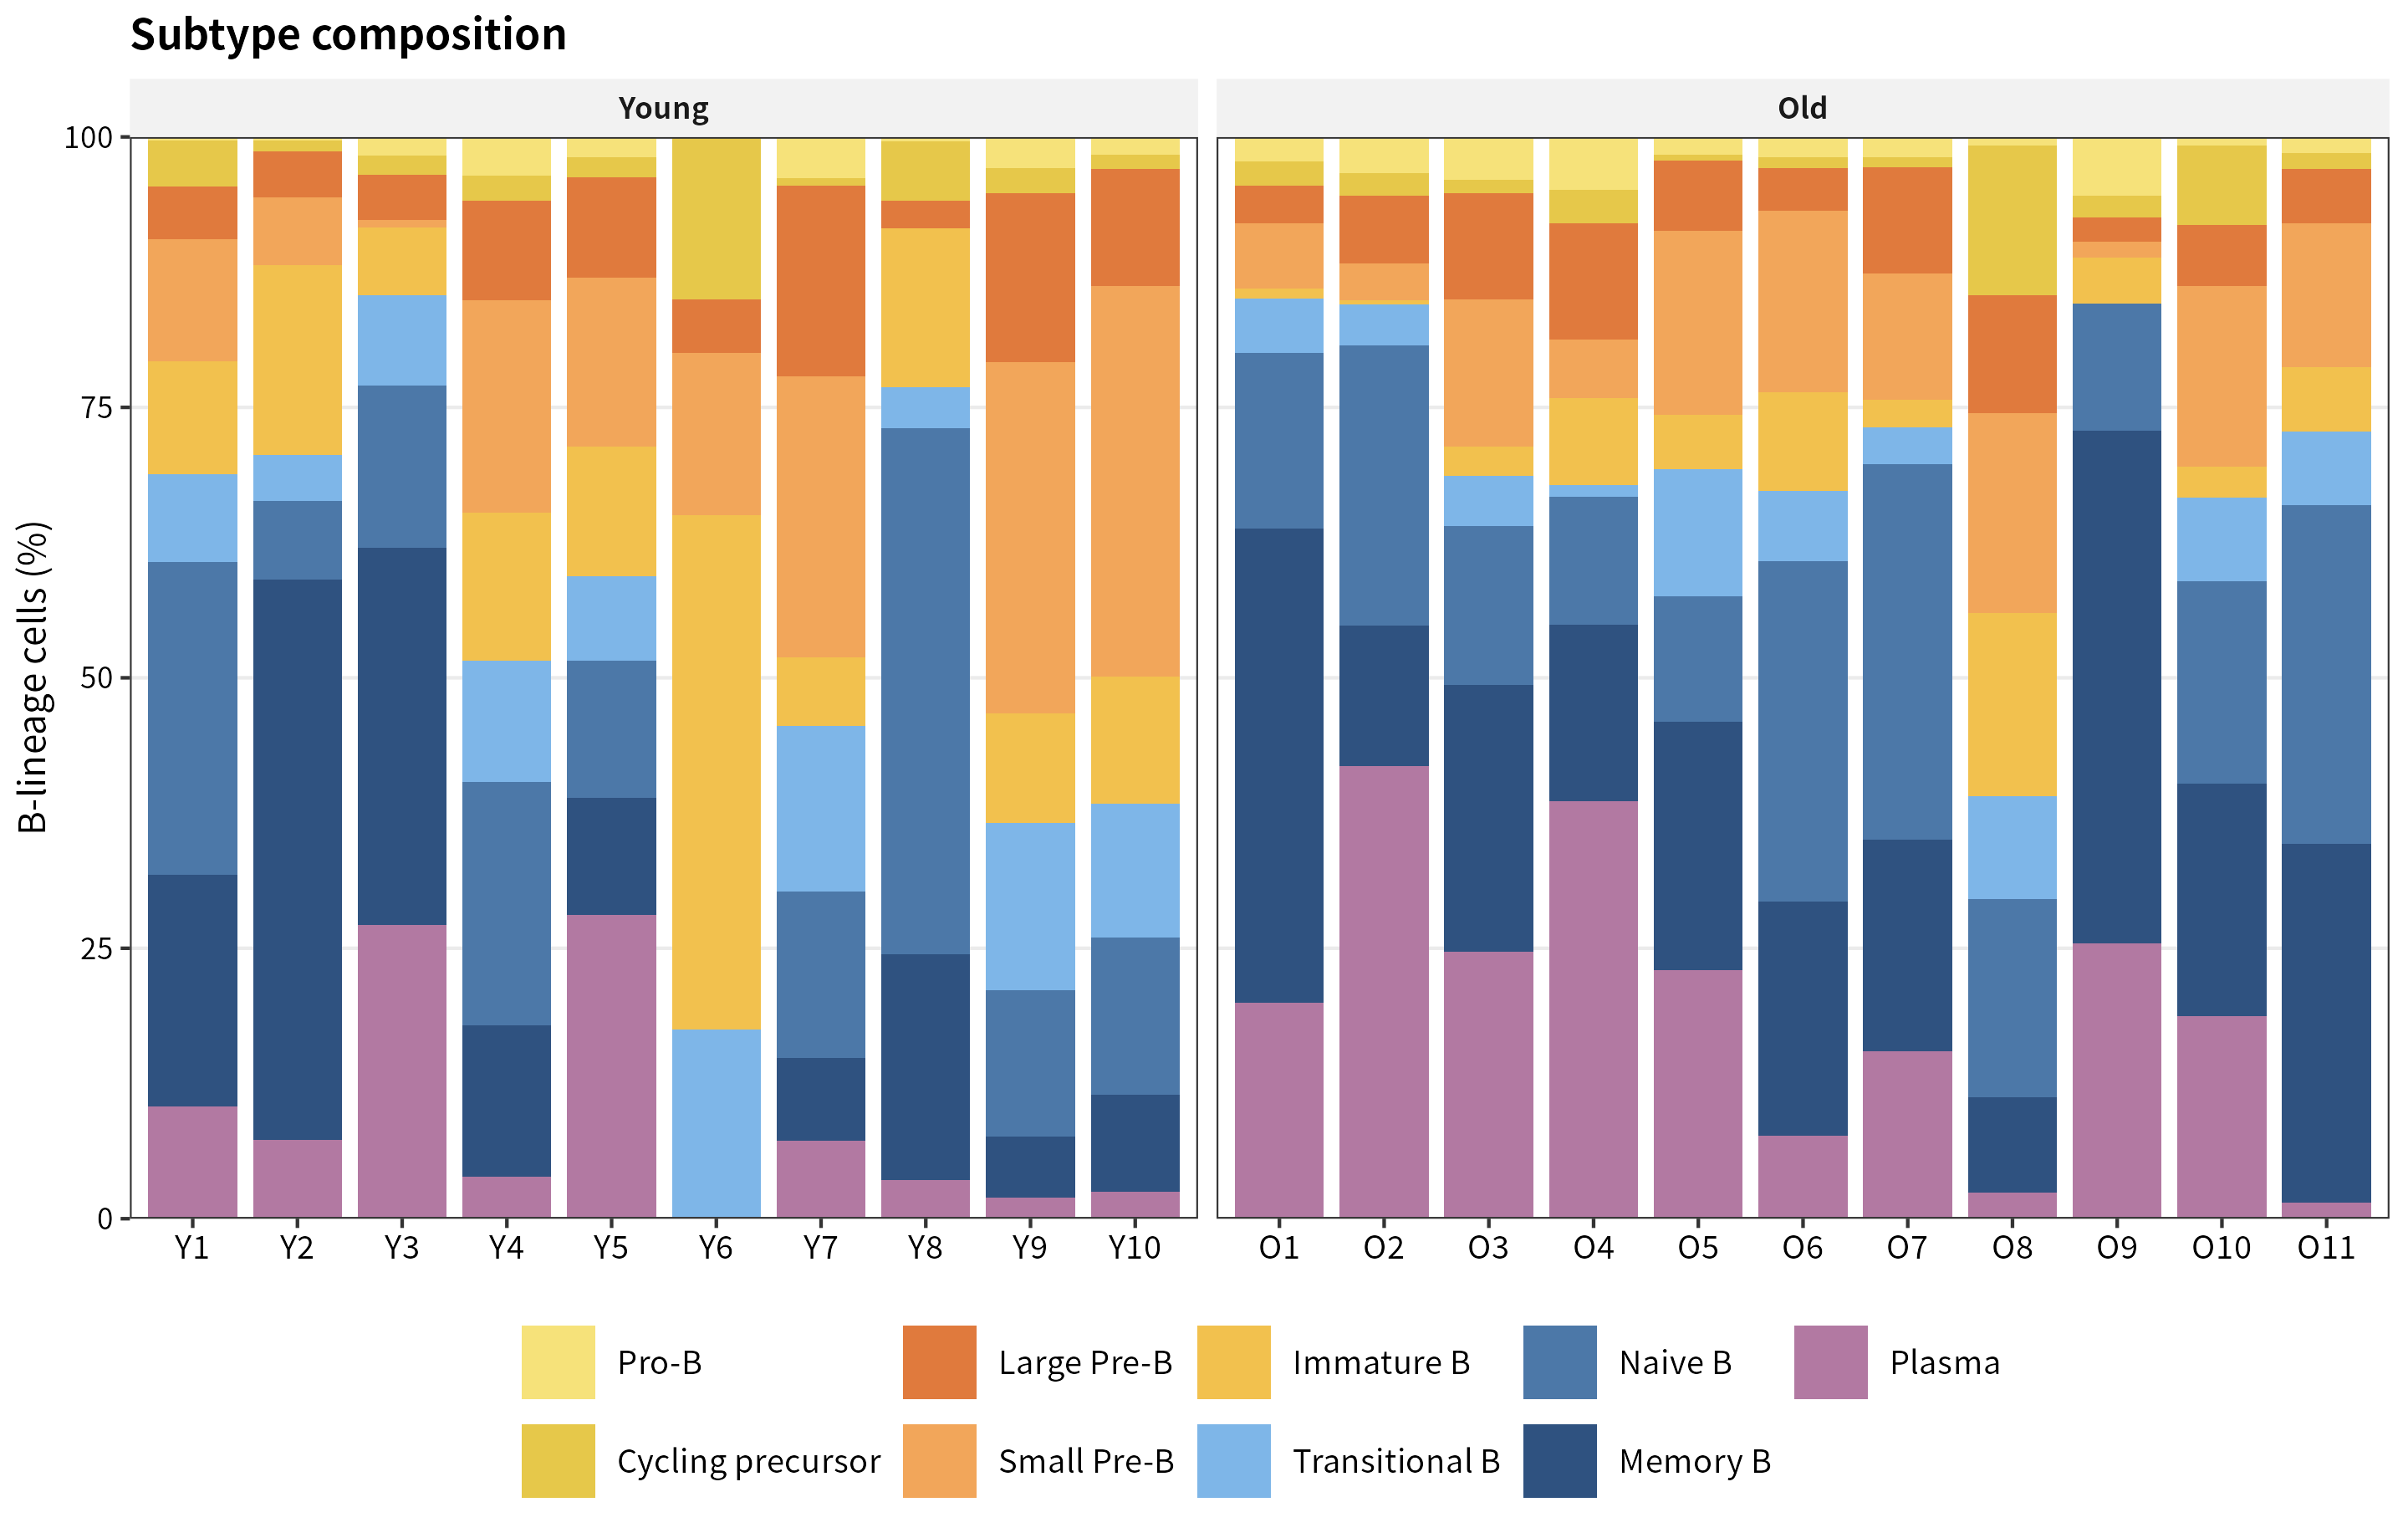 Subtype composition
Young
Old
B-lineage cells (%)
100
75
50
25
0
Y1 Y2 Y3 Y4 Y5 Y6 Y7 Y8 Y9 Y10
O1 O2 O3 O4 O5 O6 O7 O8 O9 O10 O11
Pro-B Large Pre-B Immature B Naive B Plasma
Cycling precursor Small Pre-B Transitional B Memory B